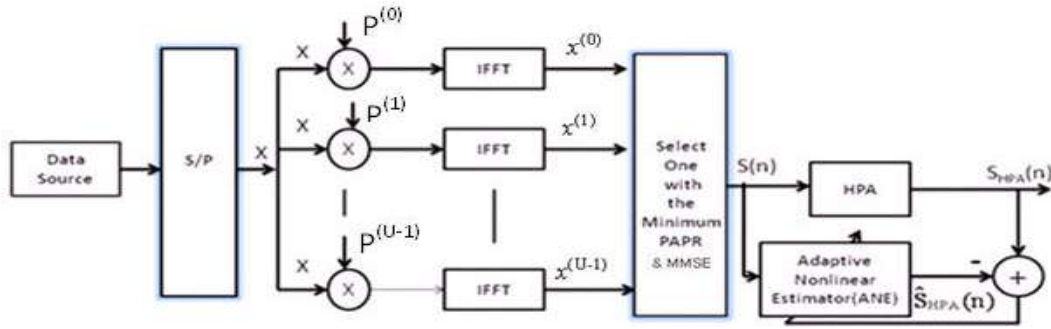 P(0)
X
X
IFFT
x(0)
P(1)
X
X
IFFT
x(1)
Data
Source
S/P
X
Select
One
with
the
Minimum
PAPR
& MMSE
S(n)
HPA
SHPA(n)
P(U-1)
X
X
IFFT
x(U-1)
Adaptive
Nonlinear
Estimator(ANE)
-
+
ŜHPA(n)